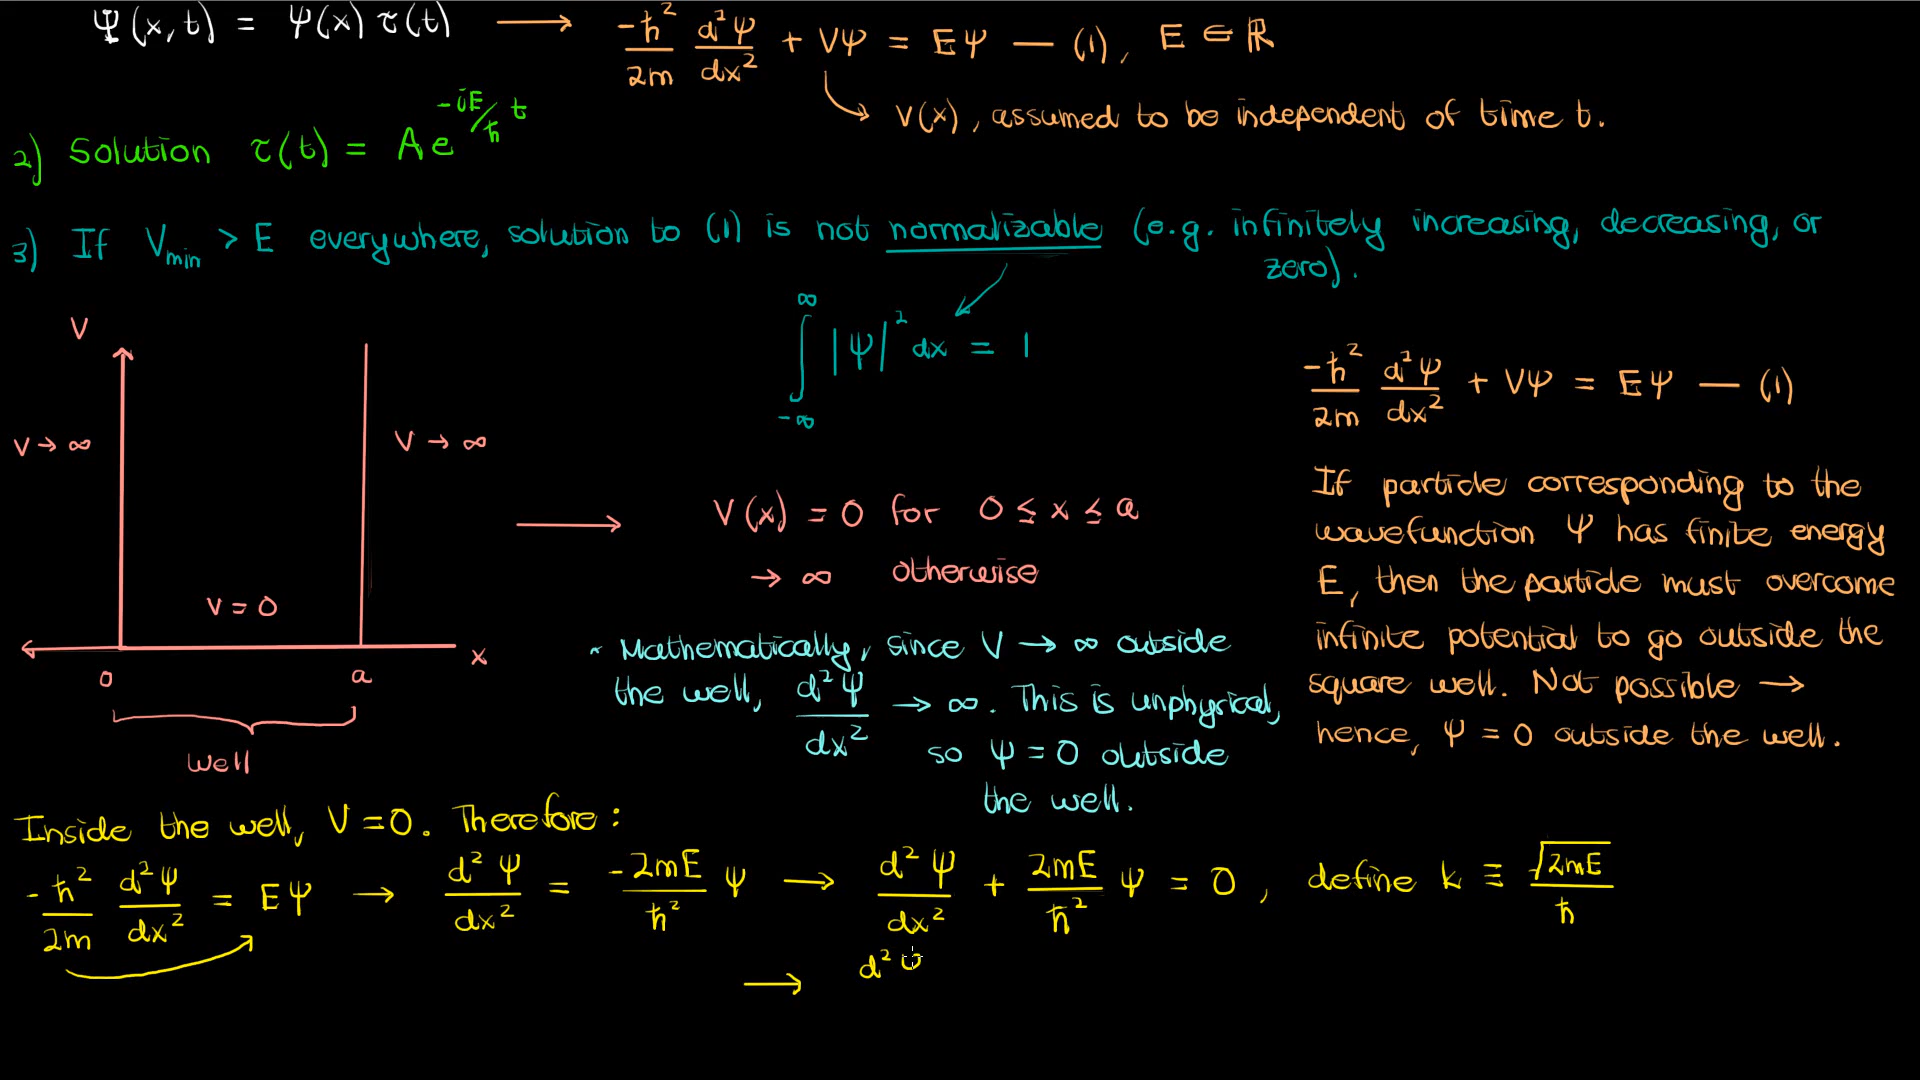 Ψ(x,t) = ψ(x) τ(t) ⟶ -ħ²/2m d²ψ/dx² + Vψ = Eψ — (1), E ∈ ℝ
V(x), assumed to be independent of time t.
2) Solution τ(t) = Ae^(-iE/ħ t)
3) If Vmin > E everywhere, solution to (1) is not normalizable (e.g. infinitely increasing, decreasing, or
zero).
∫_{-∞}^{∞} |Ψ|² dx = 1
V
V → ∞
V → ∞
V = 0
0
a
x
well
⟶ V(x) = 0 for 0 ≤ x ≤ a
→ ∞ otherwise
-ħ²/2m d²ψ/dx² + Vψ = Eψ — (1)
If particle corresponding to the
wavefunction Ψ has finite energy
E, then the particle must overcome
infinite potential to go outside the
square well. Not possible →
hence, ψ = 0 outside the well.
Mathematically, since V → ∞ outside
the well, d²ψ/dx² → ∞. This is unphysical,
so ψ = 0 outside
the well.
Inside the well, V = 0. Therefore:
-ħ²/2m d²ψ/dx² = Eψ → d²ψ/dx² = -2mE/ħ² ψ → d²ψ/dx² + 2mE/ħ² ψ = 0, define k ≡ √2mE/ħ
→ d²